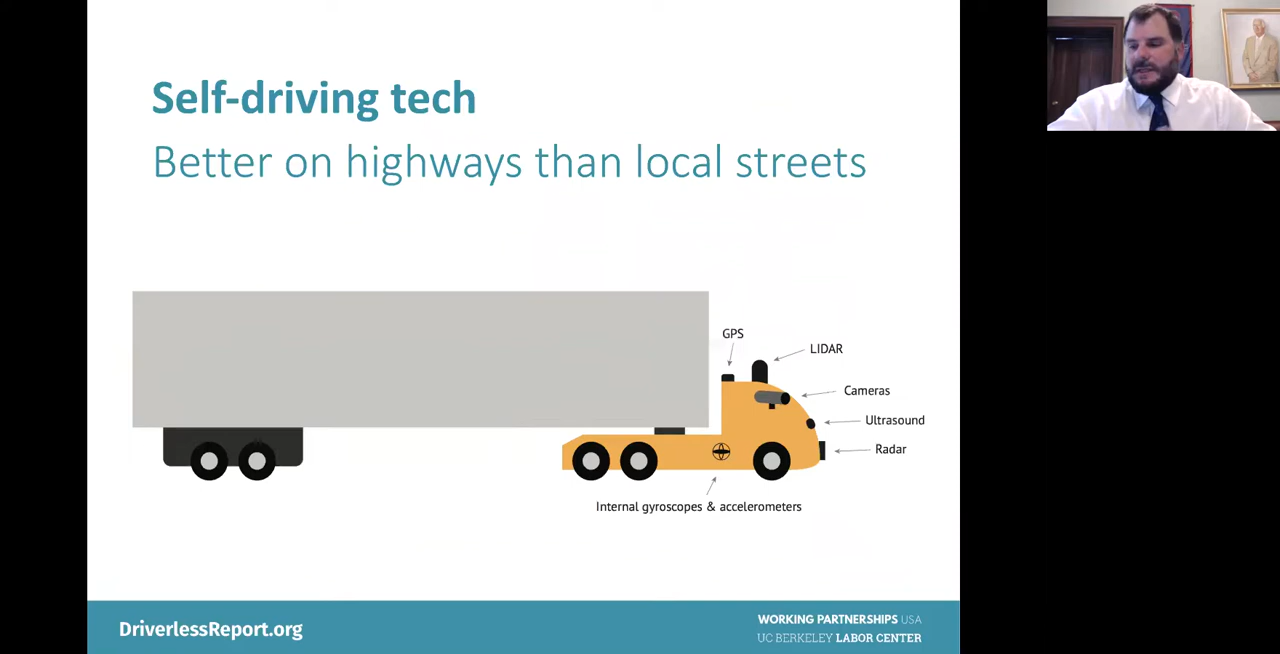 Self-driving tech
Better on highways than local streets
GPS
LIDAR
Cameras
Ultrasound
Radar
Internal gyroscopes & accelerometers
DriverlessReport.org
WORKING PARTNERSHIPS USA
UC BERKELEY LABOR CENTER